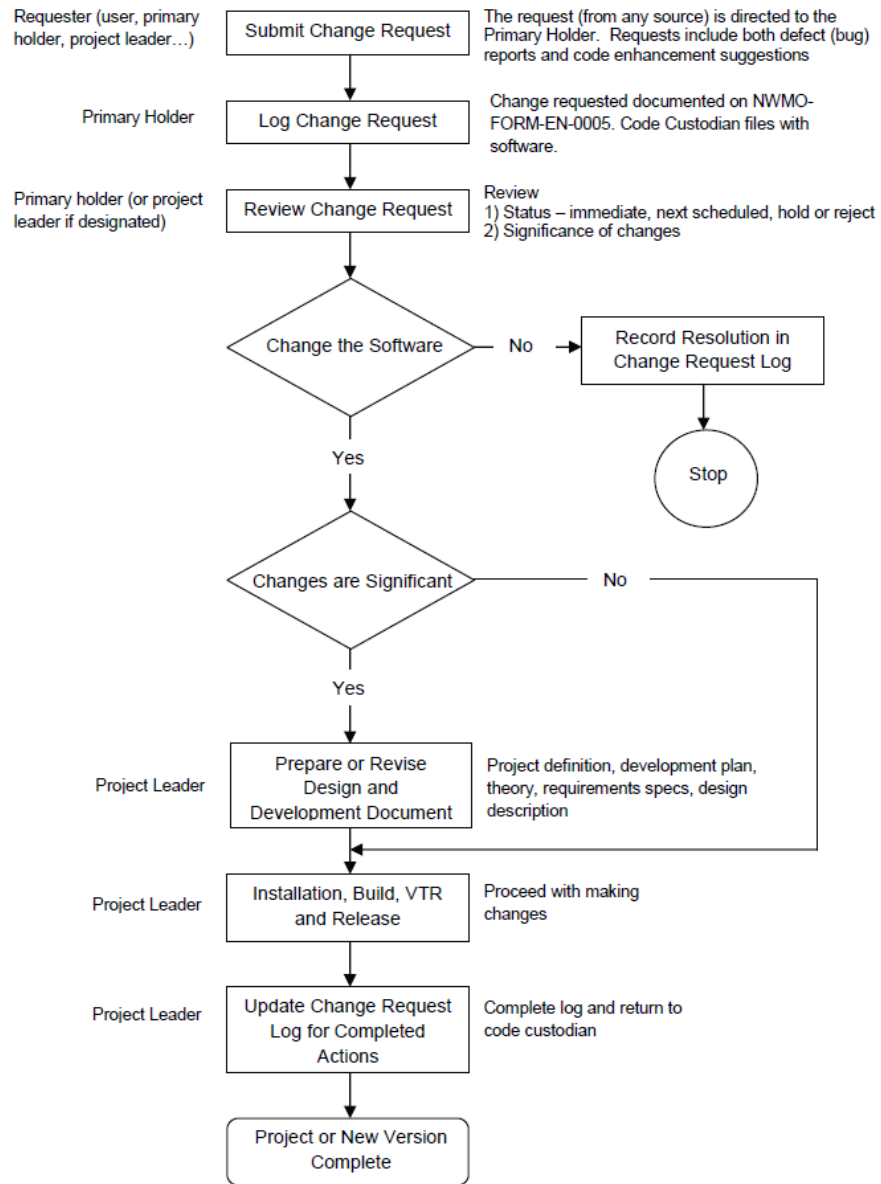 Requester (user, primary
holder, project leader…)
Submit Change Request
The request (from any source) is directed to the
Primary Holder.  Requests include both defect (bug)
reports and code enhancement suggestions
Primary Holder
Log Change Request
Change requested documented on NWMO-
FORM-EN-0005. Code Custodian files with
software.
Primary holder (or project
leader if designated)
Review Change Request
Review
1) Status – immediate, next scheduled, hold or reject
2) Significance of changes
Change the Software
No
Record Resolution in
Change Request Log
Yes
Stop
Changes are Significant
No
Yes
Project Leader
Prepare or Revise
Design and
Development Document
Project definition, development plan,
theory, requirements specs, design
description
Project Leader
Installation, Build, VTR
and Release
Proceed with making
changes
Project Leader
Update Change Request
Log for Completed
Actions
Complete log and return to
code custodian
Project or New Version
Complete